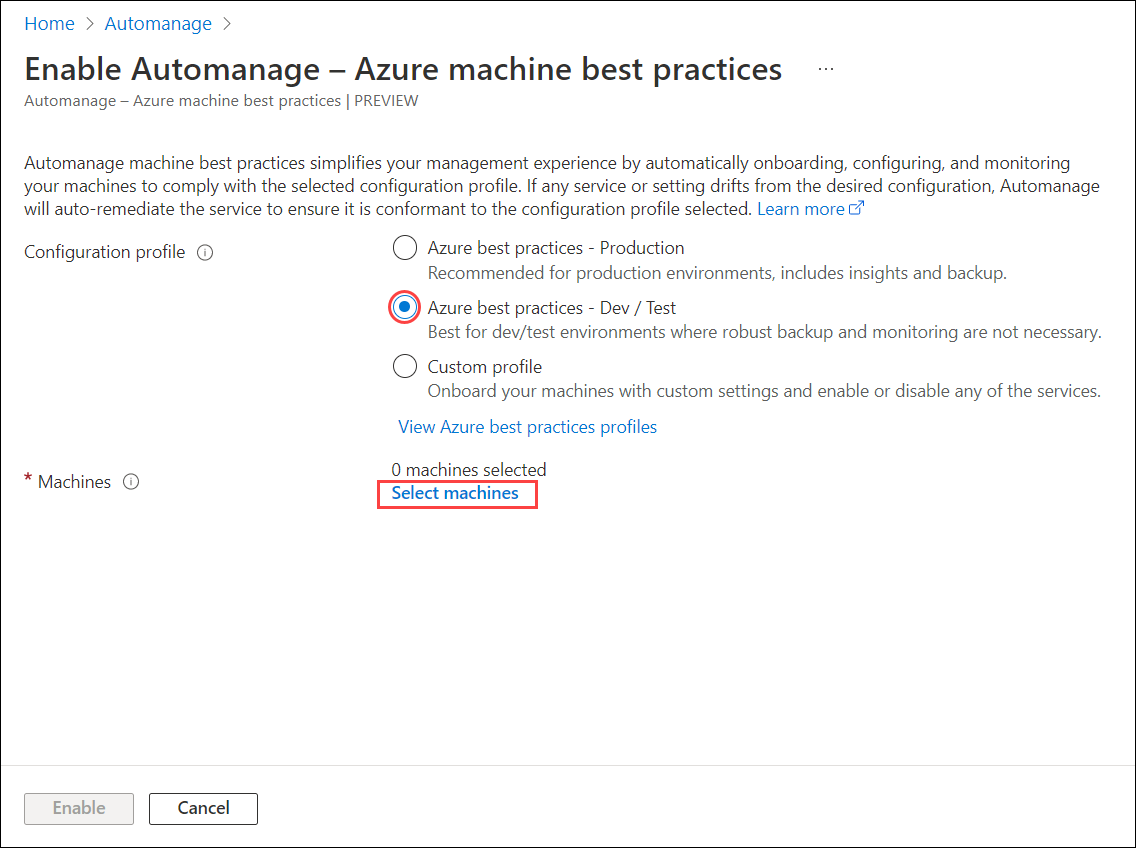 Home > Automanage >
Enable Automanage – Azure machine best practices ...
Automanage – Azure machine best practices | PREVIEW
Automanage machine best practices simplifies your management experience by automatically onboarding, configuring, and monitoring
your machines to comply with the selected configuration profile. If any service or setting drifts from the desired configuration, Automanage
will auto-remediate the service to ensure it is conformant to the configuration profile selected. Learn more
Configuration profile
Azure best practices - Production
Recommended for production environments, includes insights and backup.
Azure best practices - Dev / Test
Best for dev/test environments where robust backup and monitoring are not necessary.
Custom profile
Onboard your machines with custom settings and enable or disable any of the services.
View Azure best practices profiles
* Machines
0 machines selected
Select machines
Enable Cancel